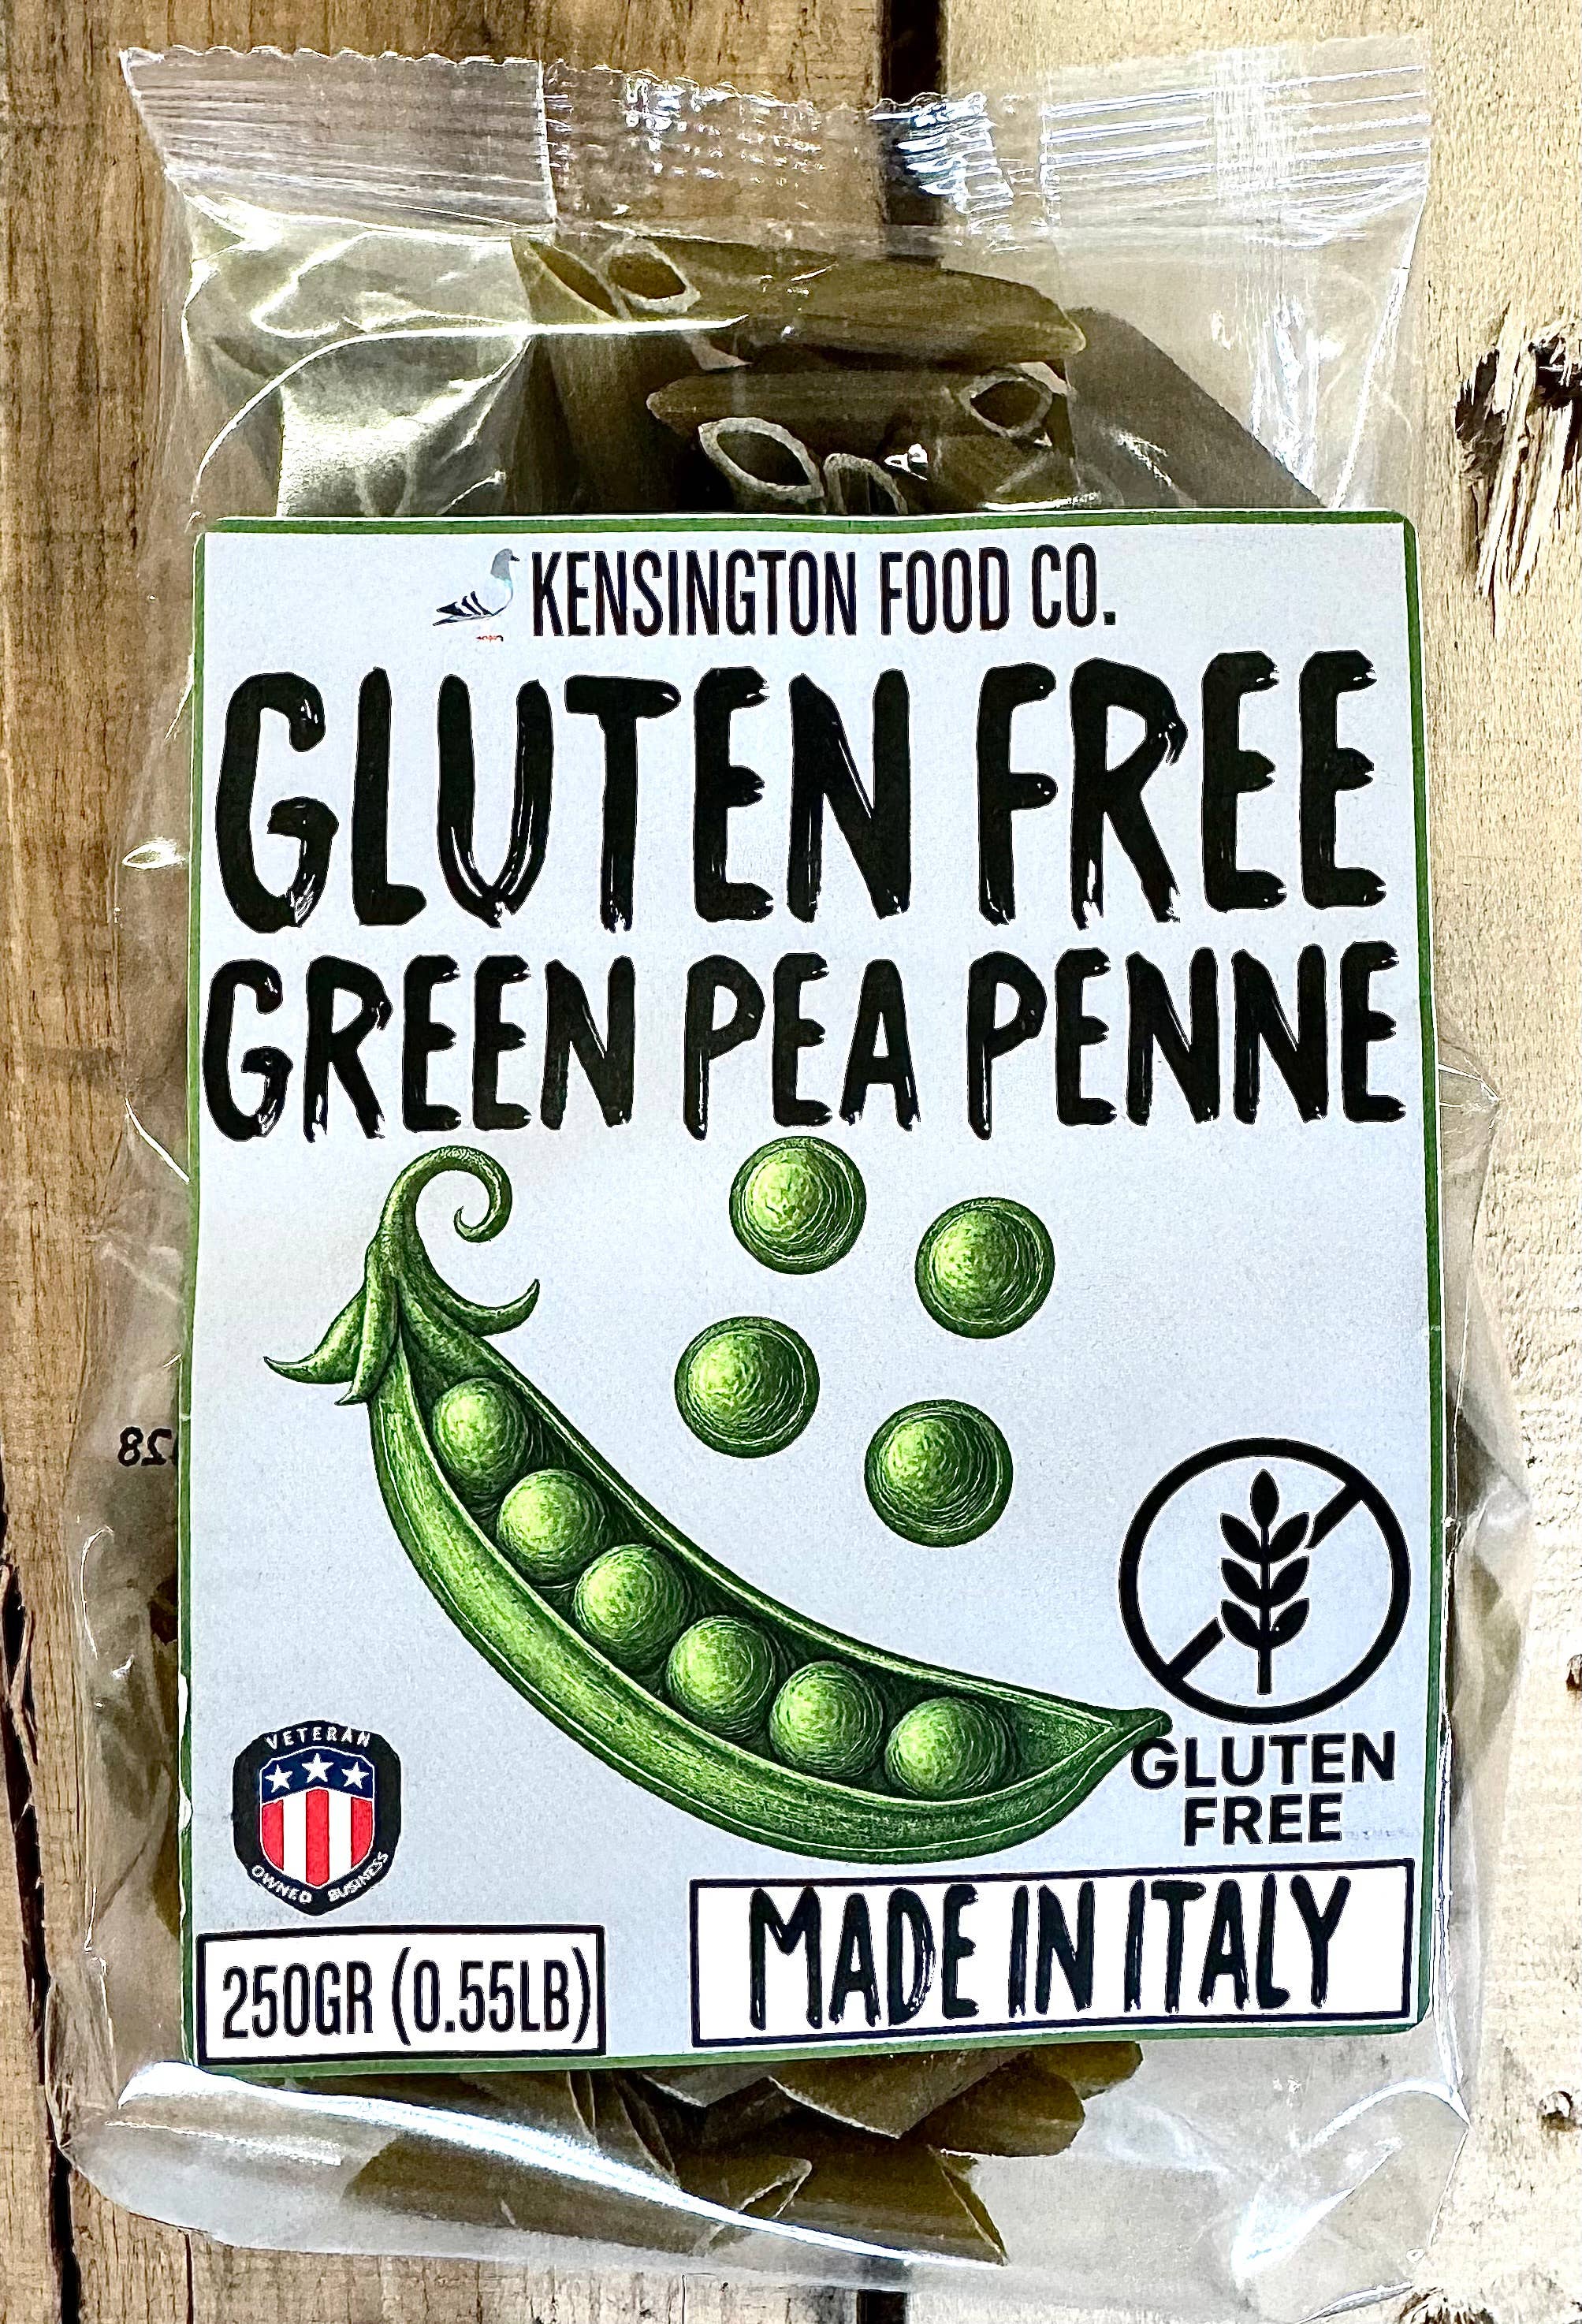 KENSINGTON FOOD CO.
GLUTEN FREE
GREEN PEA PENNE
GLUTEN
FREE
VETERAN
OWNED BUSINESS
250GR (0.55LB)
MADE IN ITALY